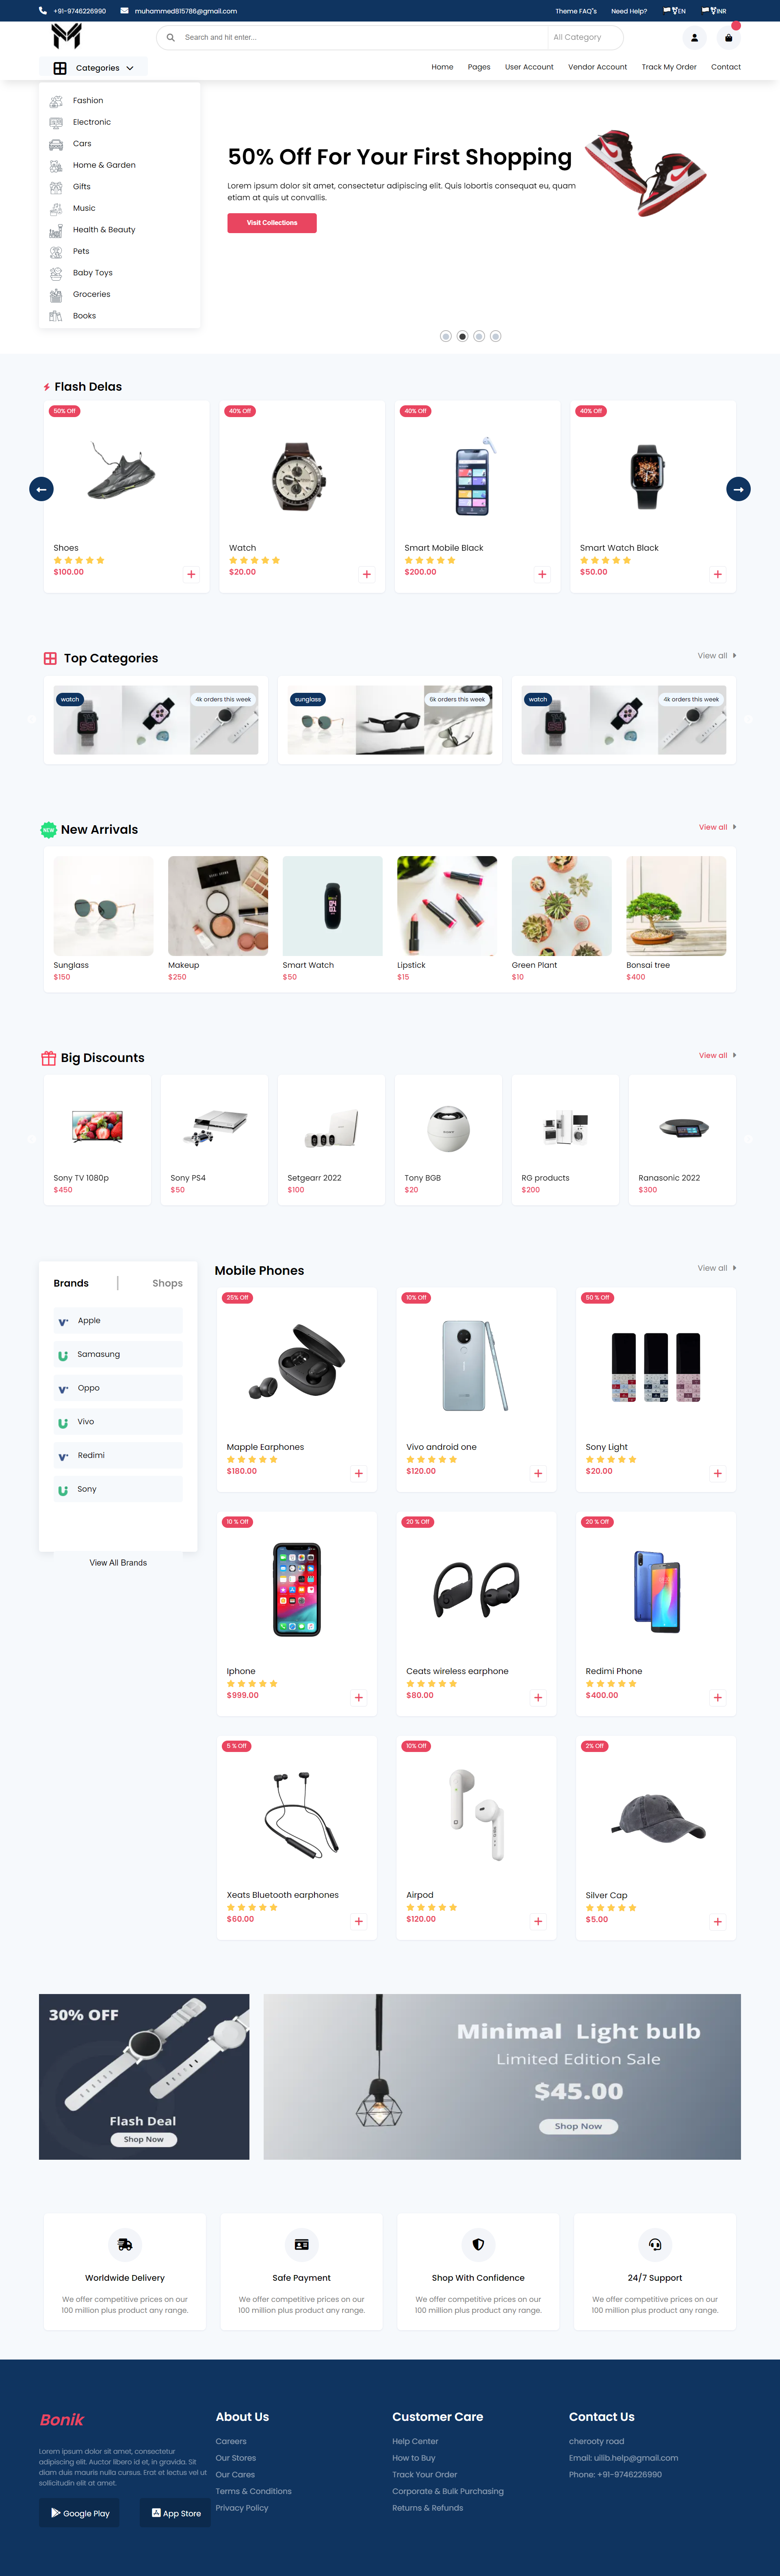 +91-9746226990 muhammed815786@gmail.com Theme FAQ"s Need Help? EN INR
Search and hit enter... All Category
Categories Home Pages User Account Vendor Account Track My Order Contact
Fashion
Electronic
Cars
Home & Garden
Gifts
Music
Health & Beauty
Pets
Baby Toys
Groceries
Books
50% Off For Your First Shopping
Lorem ipsum dolor sit amet, consectetur adipiscing elit. Quis lobortis consequat eu, quam
etiam at quis ut convallis.
Visit Collections
Flash Delas
50% Off 40% Off 40% Off 40% Off
Shoes Watch Smart Mobile Black Smart Watch Black
$100.00 $20.00 $200.00 $50.00
Top Categories View all
watch 4k orders this week sunglass 6k orders this week watch 4k orders this week
NEW New Arrivals View all
Sunglass Makeup Smart Watch Lipstick Green Plant Bonsai tree
$150 $250 $50 $15 $10 $400
Big Discounts View all
Sony TV 1080p Sony PS4 Setgearr 2022 Tony BGB RG products Ranasonic 2022
$450 $50 $100 $20 $200 $300
Brands Shops
Apple
Samasung
Oppo
Vivo
Redimi
Sony
View All Brands
Mobile Phones View all
25% Off 10% Off 50 % Off
Mapple Earphones Vivo android one Sony Light
$180.00 $120.00 $20.00
10 % Off 20 % Off 20 % Off
Iphone Ceats wireless earphone Redimi Phone
$999.00 $80.00 $400.00
5 % Off 10% Off 2% Off
Xeats Bluetooth earphones Airpod Silver Cap
$60.00 $120.00 $5.00
30% OFF
Flash Deal
Shop Now
Minimal Light bulb
Limited Edition Sale
$45.00
Shop Now
Worldwide Delivery Safe Payment Shop With Confidence 24/7 Support
We offer competitive prices on our We offer competitive prices on our We offer competitive prices on our We offer competitive prices on our
100 million plus product any range. 100 million plus product any range. 100 million plus product any range. 100 million plus product any range.
Bonik
Lorem ipsum dolor sit amet, consectetur
adipiscing elit. Auctor libero id et, in gravida. Sit
diam duis mauris nulla cursus. Erat et lectus vel ut
sollicitudin elit at amet.
Google Play App Store
About Us
Careers
Our Stores
Our Cares
Terms & Conditions
Privacy Policy
Customer Care
Help Center
How to Buy
Track Your Order
Corporate & Bulk Purchasing
Returns & Refunds
Contact Us
cherooty road
Email: uilib.help@gmail.com
Phone: +91-9746226990